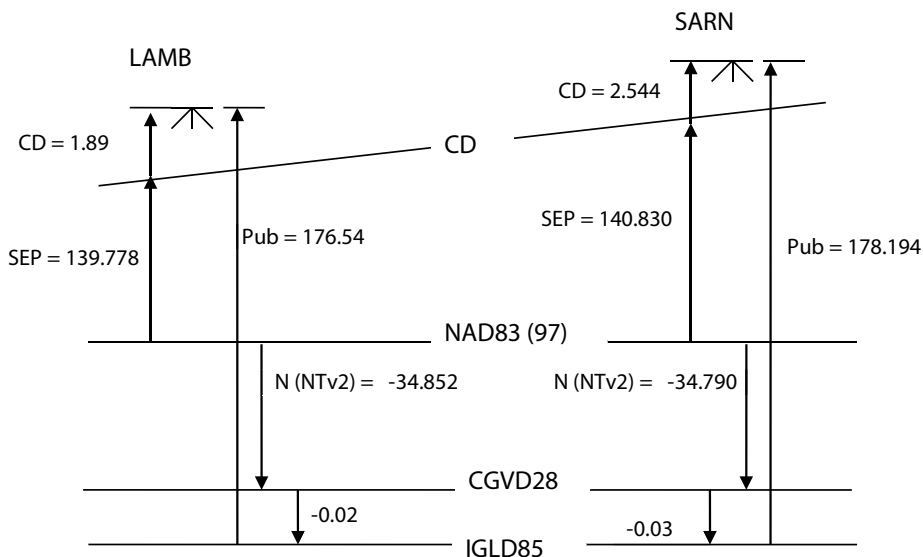 SARN
LAMB
CD = 2.544
CD = 1.89
CD
SEP = 140.830
Pub = 176.54
SEP = 139.778
Pub = 178.194
NAD83 (97)
N (NTv2) = -34.852
N (NTv2) = -34.790
CGVD28
-0.02
-0.03
IGLD85